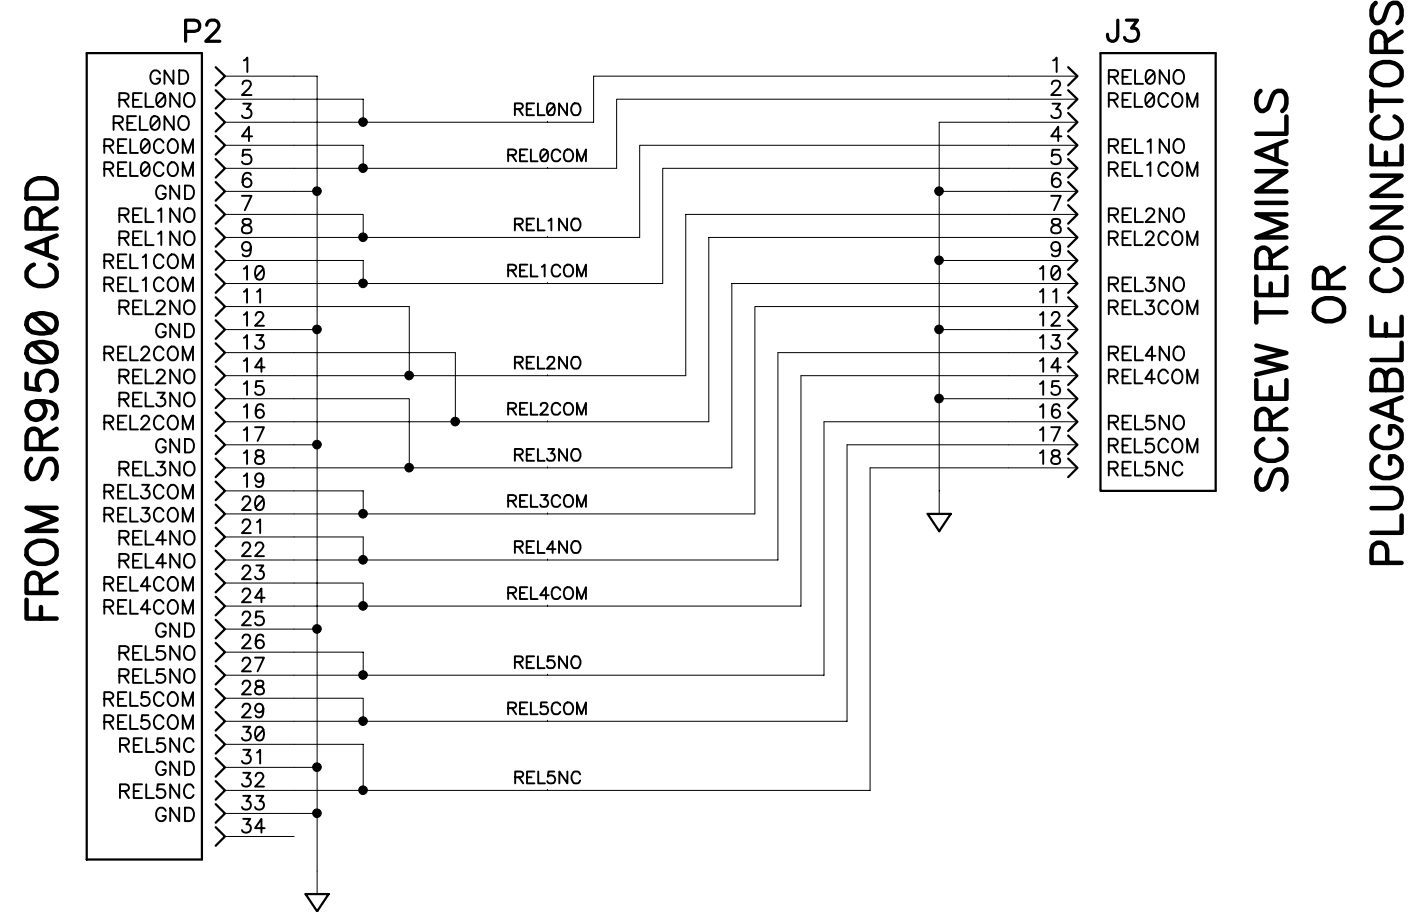 P2
J3
FROM SR9500 CARD
GND 1
REL0NO 2
REL0NO 3
REL0COM 4
REL0COM 5
GND 6
REL1NO 7
REL1NO 8
REL1COM 9
REL1COM 10
REL2NO 11
GND 12
REL2COM 13
REL2NO 14
REL3NO 15
REL2COM 16
GND 17
REL3NO 18
REL3COM 19
REL3COM 20
REL4NO 21
REL4NO 22
REL4COM 23
REL4COM 24
GND 25
REL5NO 26
REL5NO 27
REL5COM 28
REL5COM 29
REL5NC 30
GND 31
REL5NC 32
GND 33
34
REL0NO
REL0COM
REL1NO
REL1COM
REL2NO
REL2COM
REL3NO
REL3COM
REL4NO
REL4COM
REL5NO
REL5COM
REL5NC
1 REL0NO
2 REL0COM
3
4 REL1NO
5 REL1COM
6
7 REL2NO
8 REL2COM
9
10 REL3NO
11 REL3COM
12
13 REL4NO
14 REL4COM
15
16 REL5NO
17 REL5COM
18 REL5NC
SCREW TERMINALS
OR
PLUGGABLE CONNECTORS